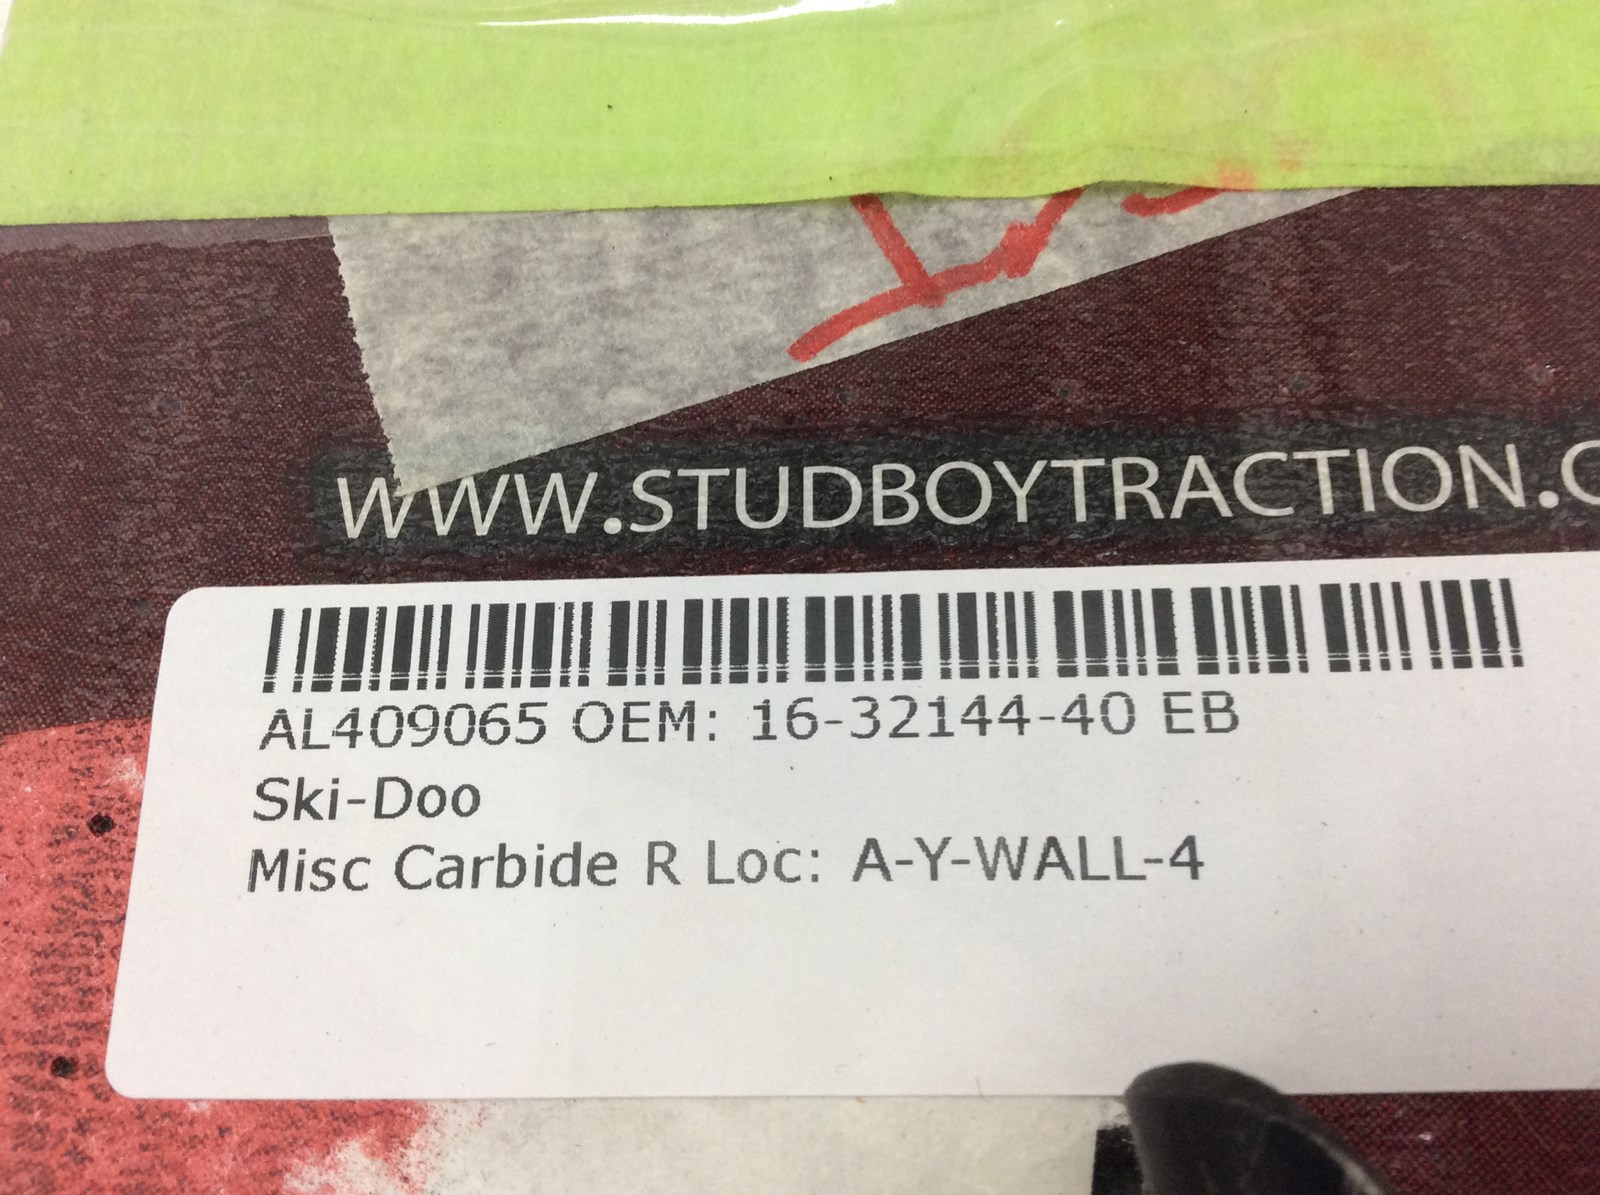 WWW.STUDBOYTRACTION.C
AL409065 OEM: 16-32144-40 EB
Ski-Doo
Misc Carbide R Loc: A-Y-WALL-4